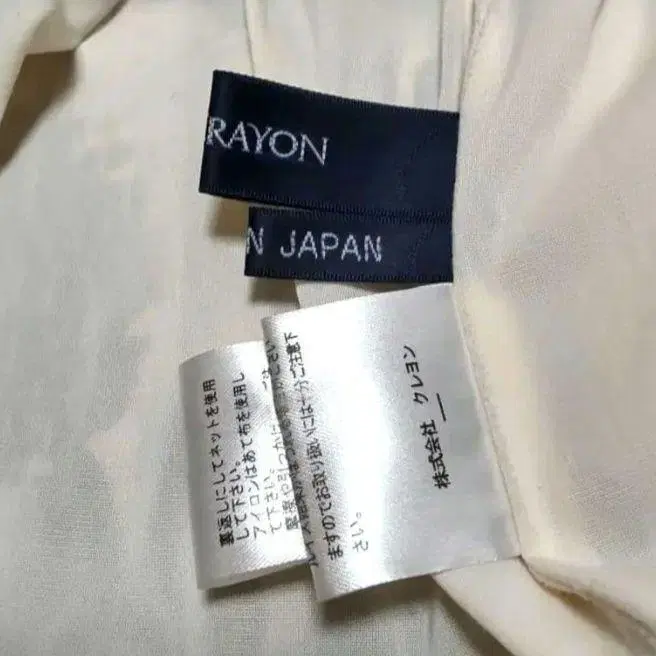 RAYON
N JAPAN
裏返しにしてネットを使用
して下さい。
アイロンはあて布を使用し
て下さい。
ますのでお取り扱いには十分ご注意下
さい。
株式会社 クレヨン